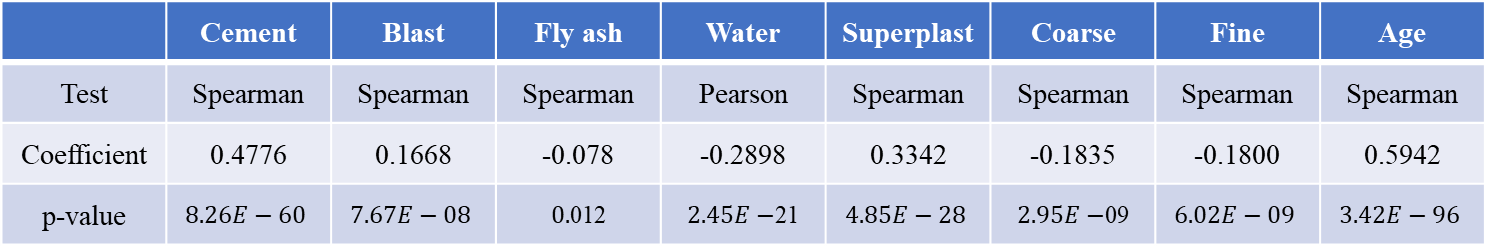 Cement Blast Fly ash Water Superplast Coarse Fine Age
Test Spearman Spearman Spearman Pearson Spearman Spearman Spearman Spearman
Coefficient 0.4776 0.1668 -0.078 -0.2898 0.3342 -0.1835 -0.1800 0.5942
p-value 8.26E − 60 7.67E − 08 0.012 2.45E −21 4.85E − 28 2.95E −09 6.02E − 09 3.42E − 96